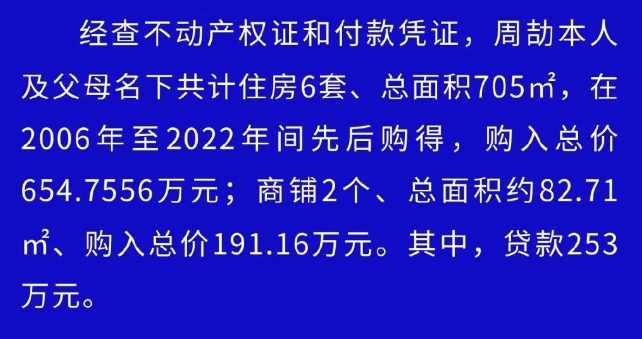 经查不动产权证和付款凭证，周劼本人
及父母名下共计住房6套、总面积705㎡，在
2006年至2022年间先后购得，购入总价
654.7556万元；商铺2个、总面积约82.71
㎡、购入总价191.16万元。其中，贷款253
万元。